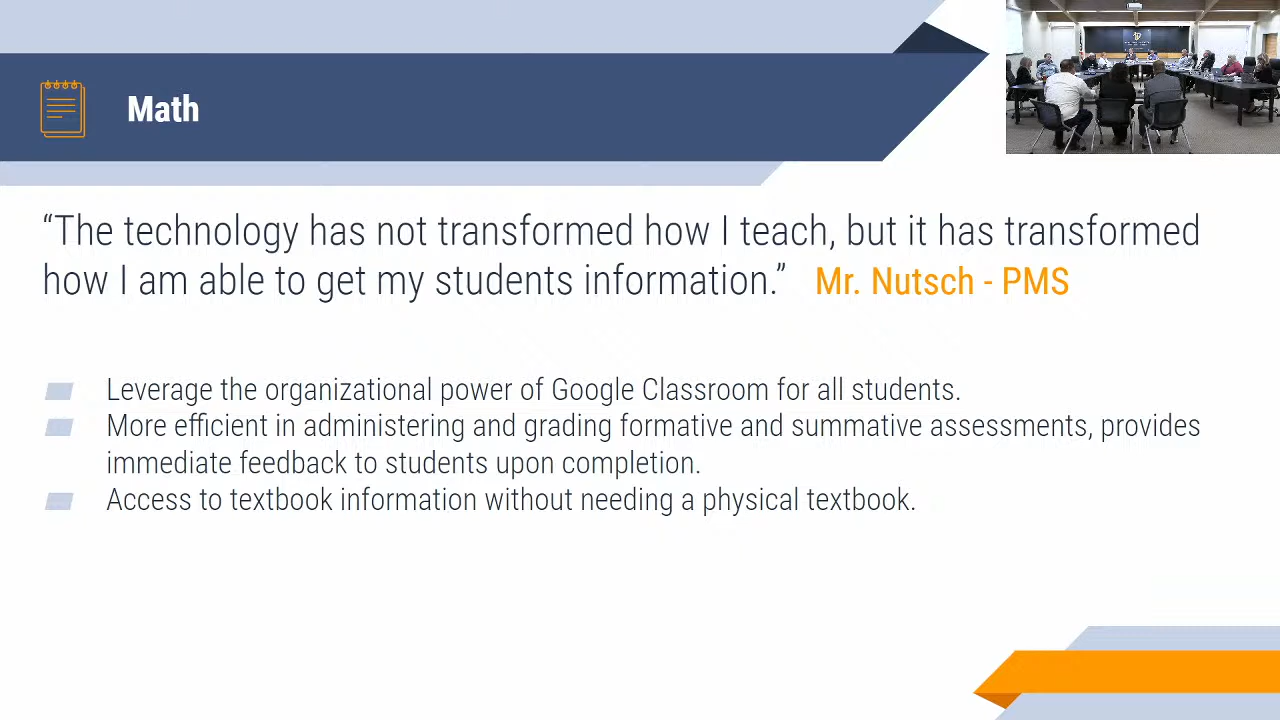 Math
“The technology has not transformed how I teach, but it has transformed
how I am able to get my students information.” Mr. Nutsch - PMS
Leverage the organizational power of Google Classroom for all students.
More efficient in administering and grading formative and summative assessments, provides
immediate feedback to students upon completion.
Access to textbook information without needing a physical textbook.